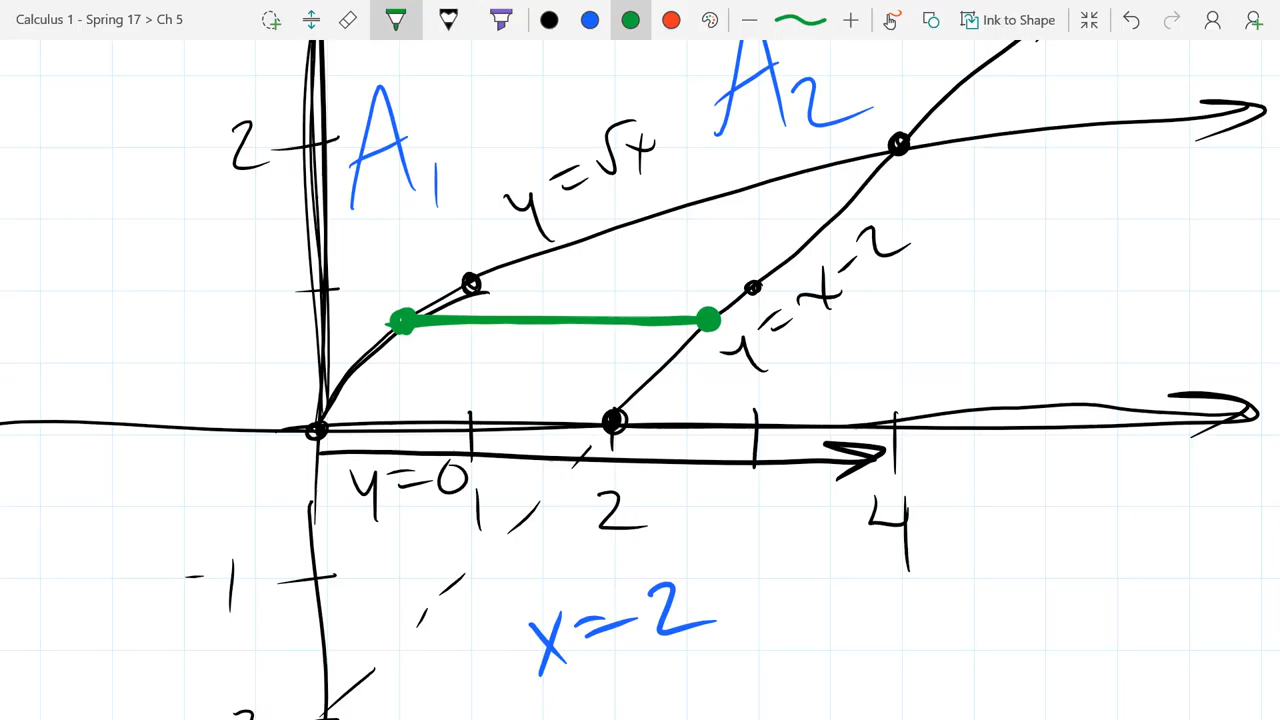 Calculus 1 - Spring 17 > Ch 5
Ink to Shape
A₂
2
A₁
y = √x
y = x - 2
y = 0
1
2
4
-1
x = 2